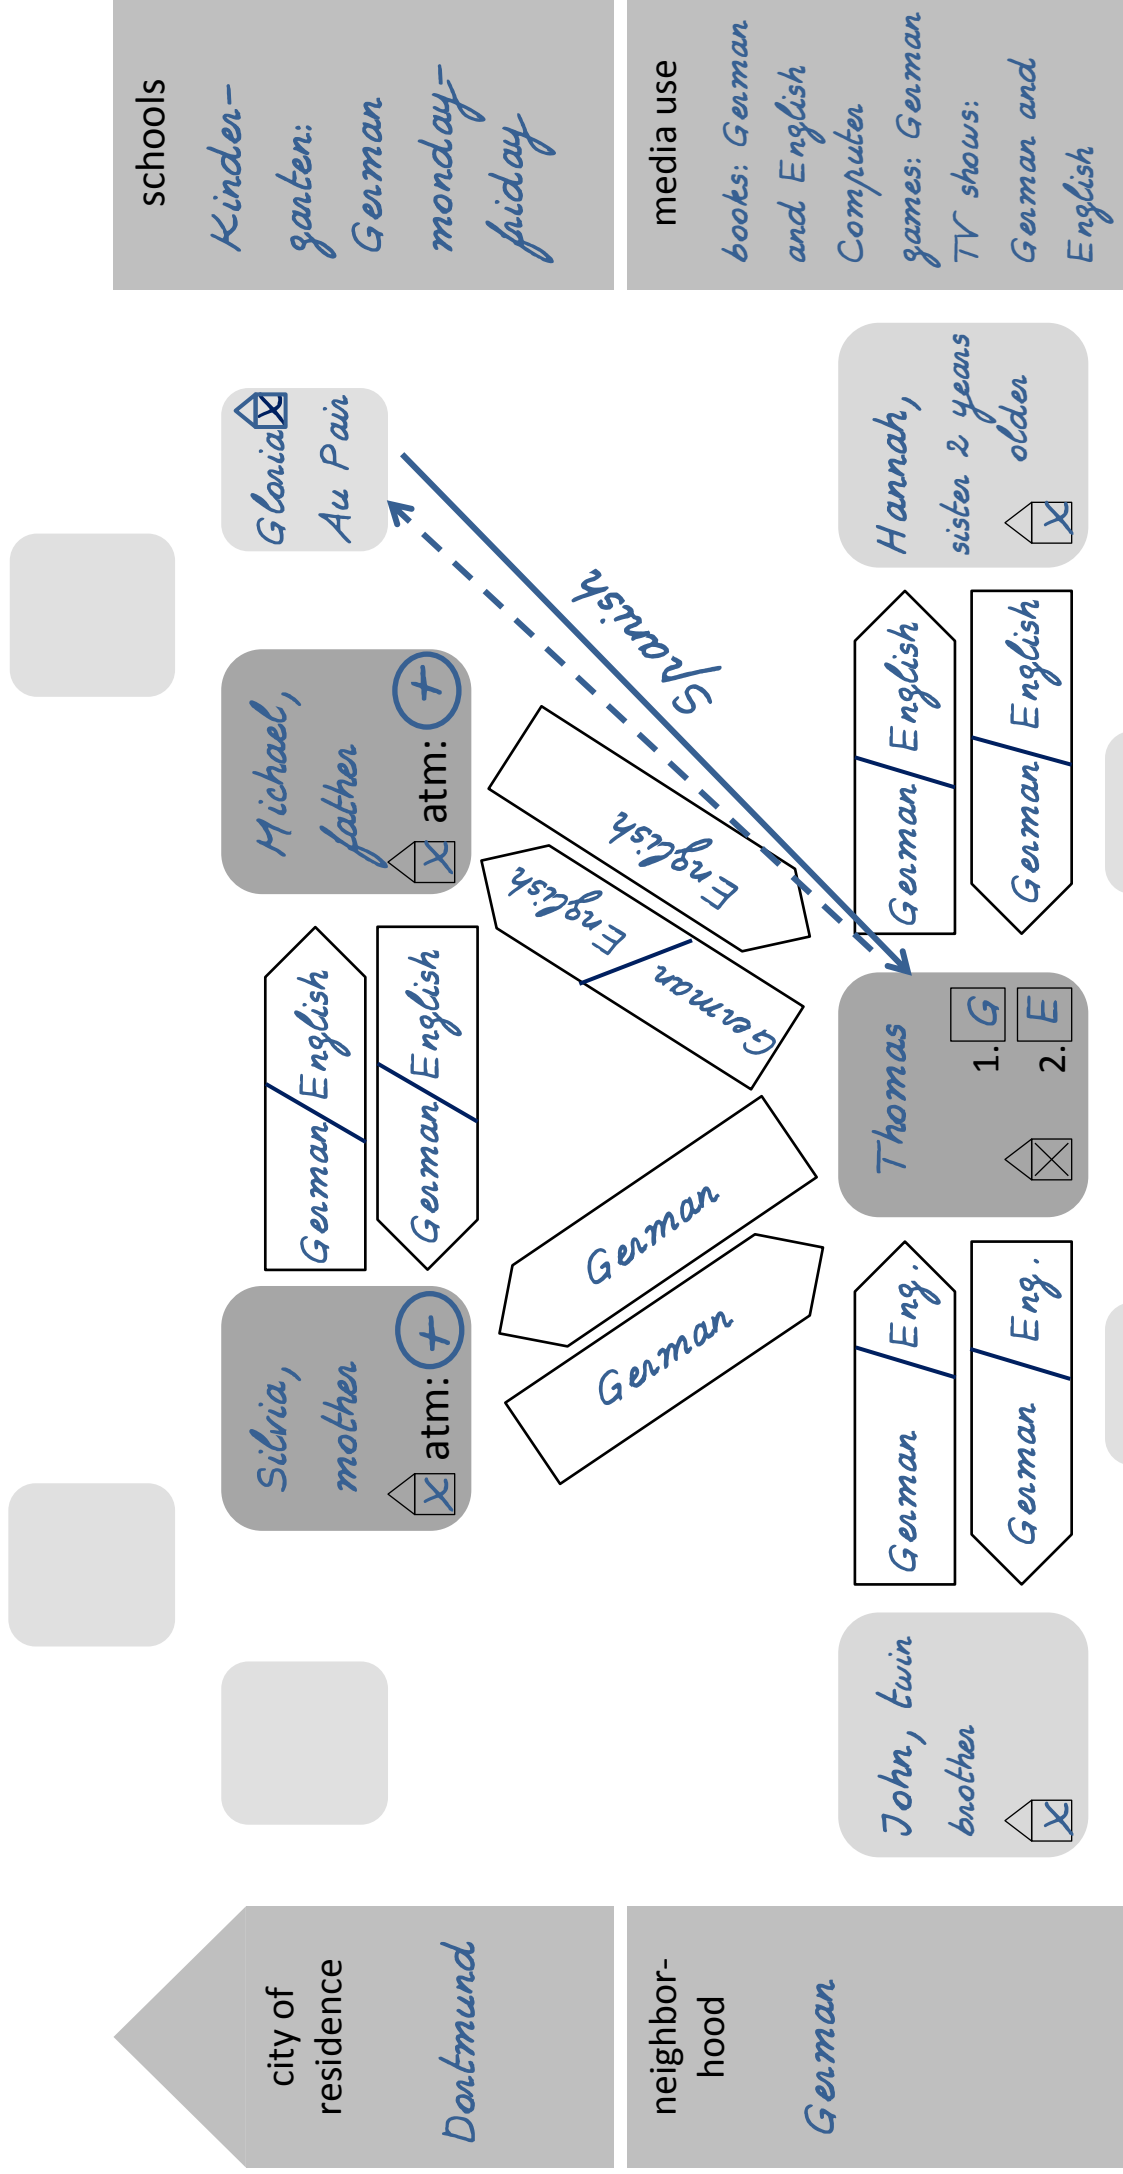 city of
residence
Dortmund
neighbor-
hood
German
Silvia,
mother
X atm: +
German English
German English
Michael,
father
X atm: +
Gloria X
Au Pair
German
German
German English
English
Spanish
John, twin
brother
X
German Eng.
German Eng.
Thomas
1. G
2. E
German English
German English
Hannah,
sister 2 years
older
X
schools
Kinder-
garten:
German
monday-
friday
media use
books: German
and English
Computer
games: German
TV shows:
German and
English